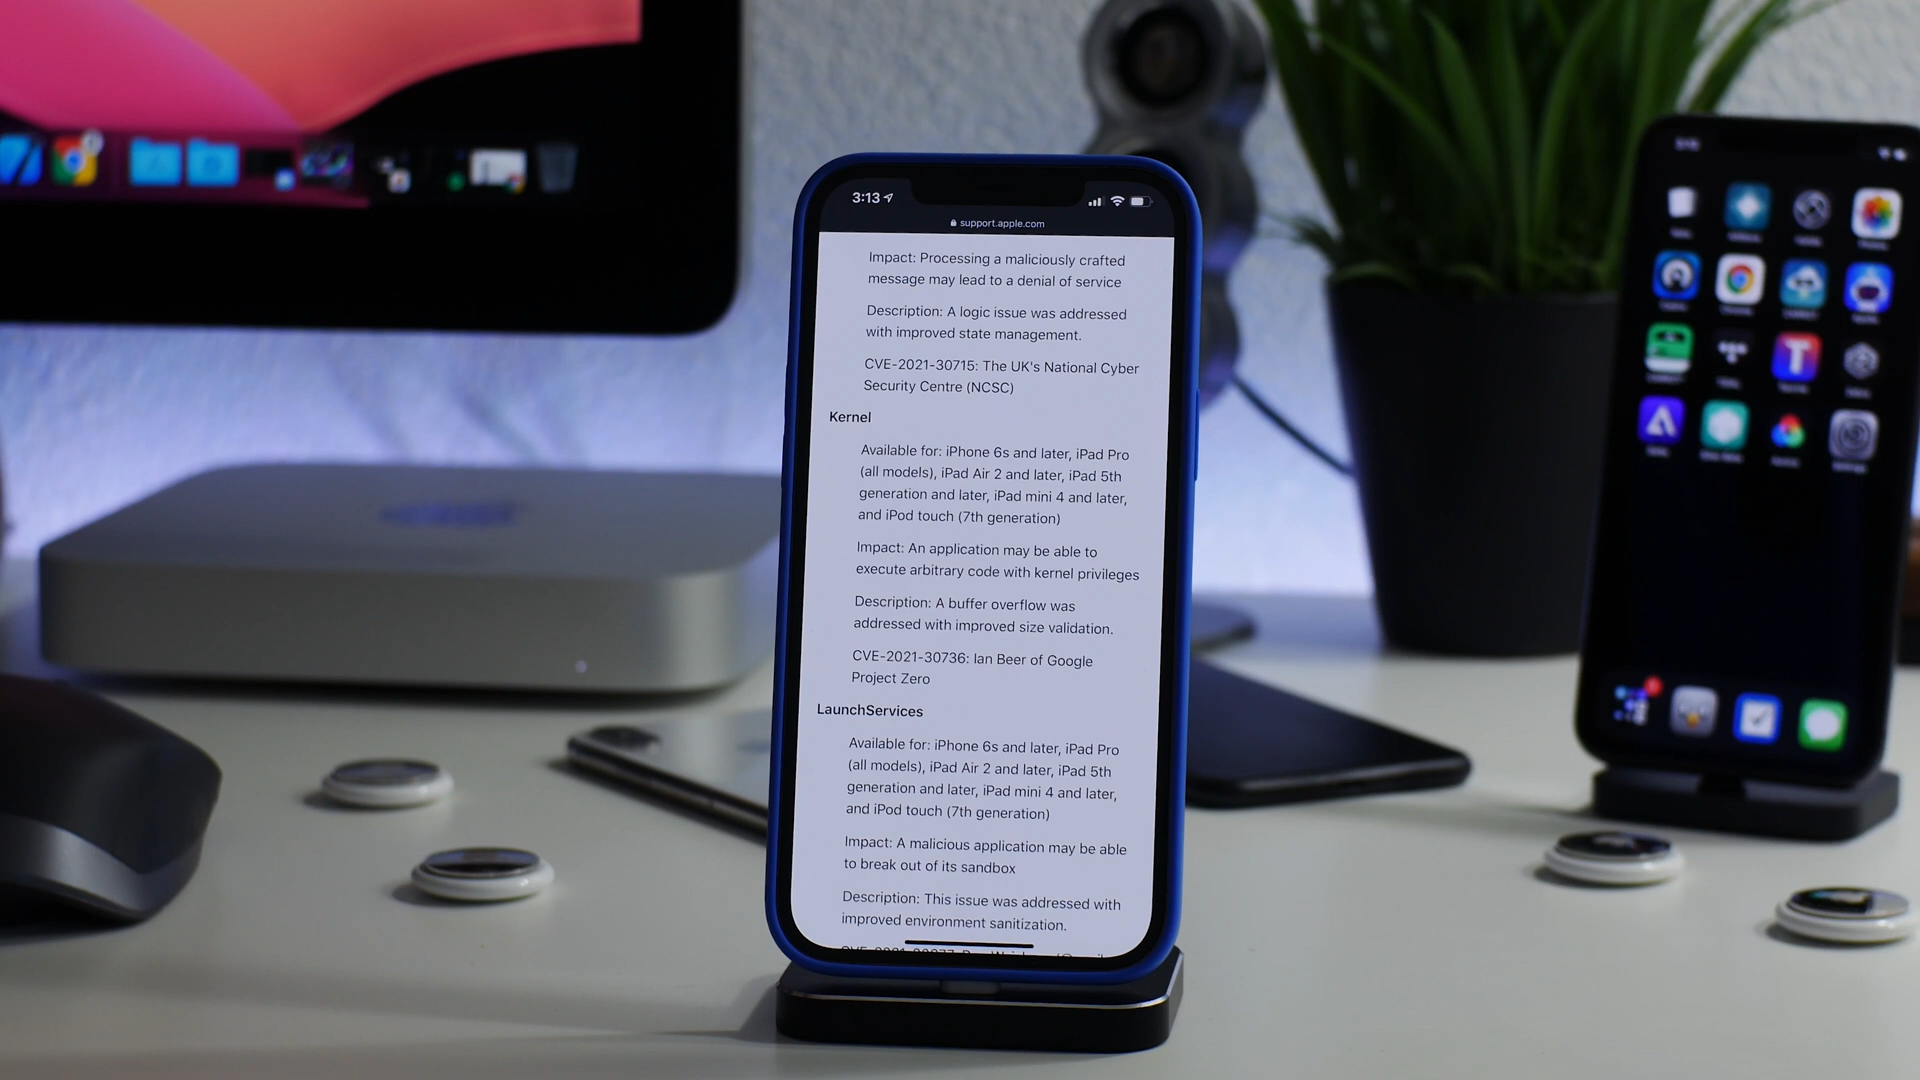 3:13
support.apple.com
Impact: Processing a maliciously crafted
message may lead to a denial of service
Description: A logic issue was addressed
with improved state management.
CVE-2021-30715: The UK's National Cyber
Security Centre (NCSC)
Kernel
Available for: iPhone 6s and later, iPad Pro
(all models), iPad Air 2 and later, iPad 5th
generation and later, iPad mini 4 and later,
and iPod touch (7th generation)
Impact: An application may be able to
execute arbitrary code with kernel privileges
Description: A buffer overflow was
addressed with improved size validation.
CVE-2021-30736: Ian Beer of Google
Project Zero
LaunchServices
Available for: iPhone 6s and later, iPad Pro
(all models), iPad Air 2 and later, iPad 5th
generation and later, iPad mini 4 and later,
and iPod touch (7th generation)
Impact: A malicious application may be able
to break out of its sandbox
Description: This issue was addressed with
improved environment sanitization.